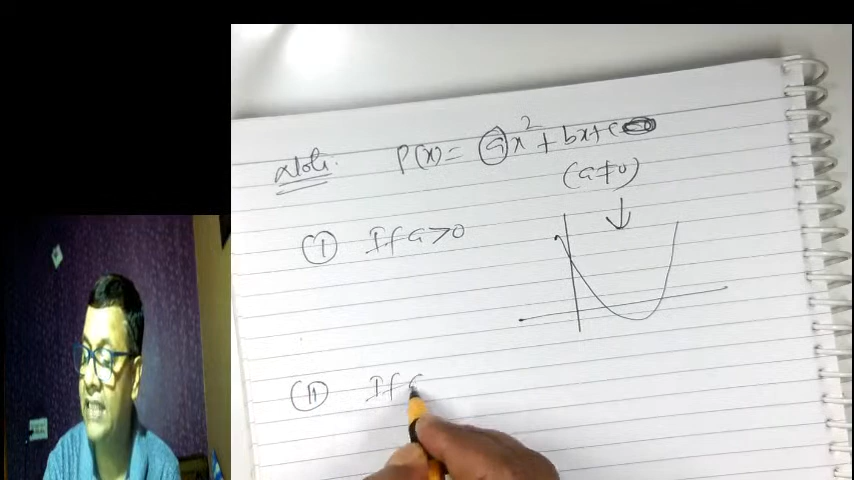 Note. P(x) = ax² + bx + c
(a ≠ 0)
(I) If a > 0
(II) If a